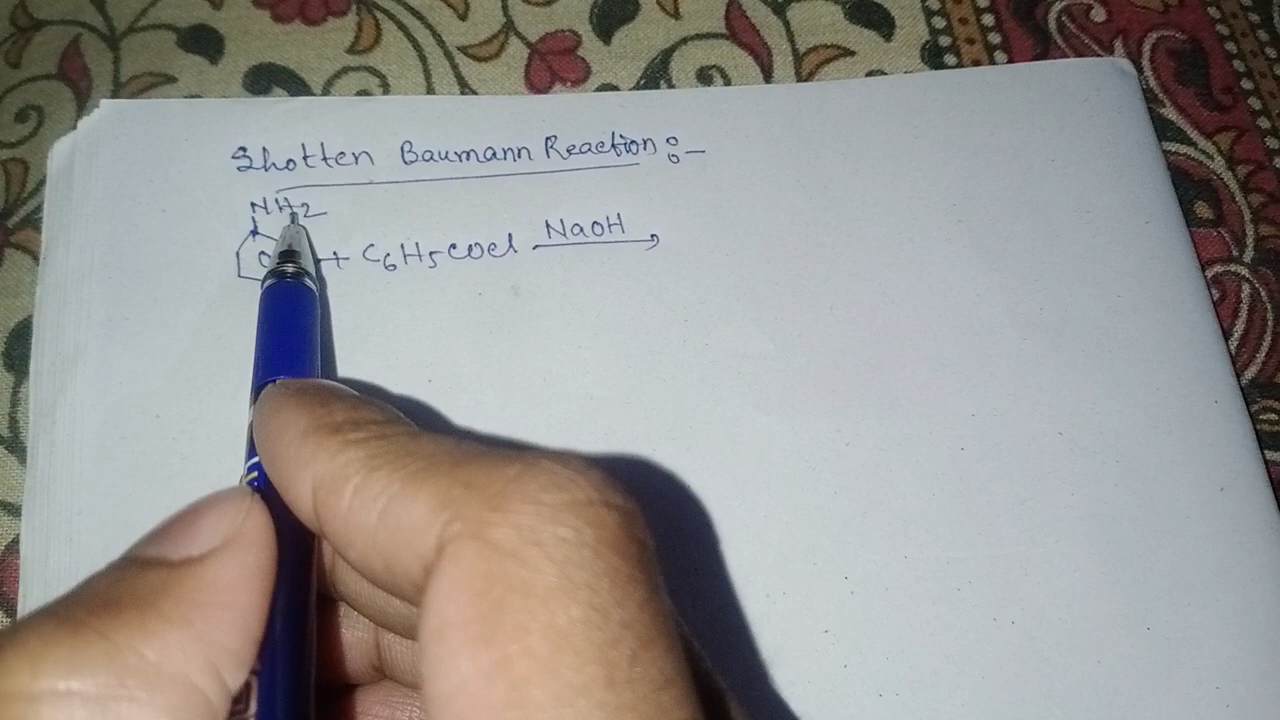 Shotten Baumann Reaction :-
NH2
+ C6H5COCl NaOH